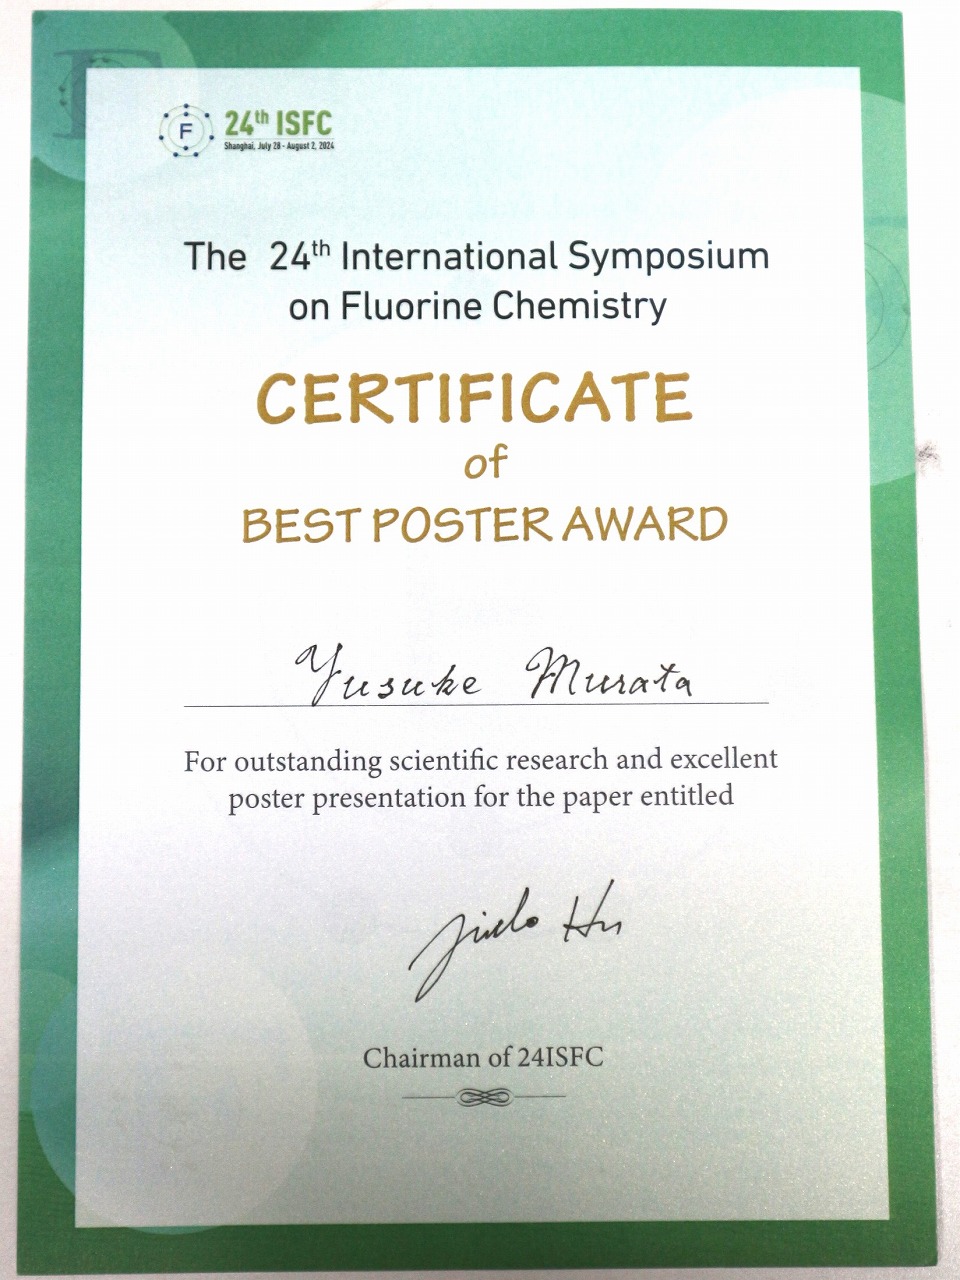 F
24th ISFC
Shanghai, July 28 - August 2, 2024
The 24th International Symposium
on Fluorine Chemistry
CERTIFICATE
of
BEST POSTER AWARD
Yusuke Murata
For outstanding scientific research and excellent
poster presentation for the paper entitled
Hu
Chairman of 24ISFC